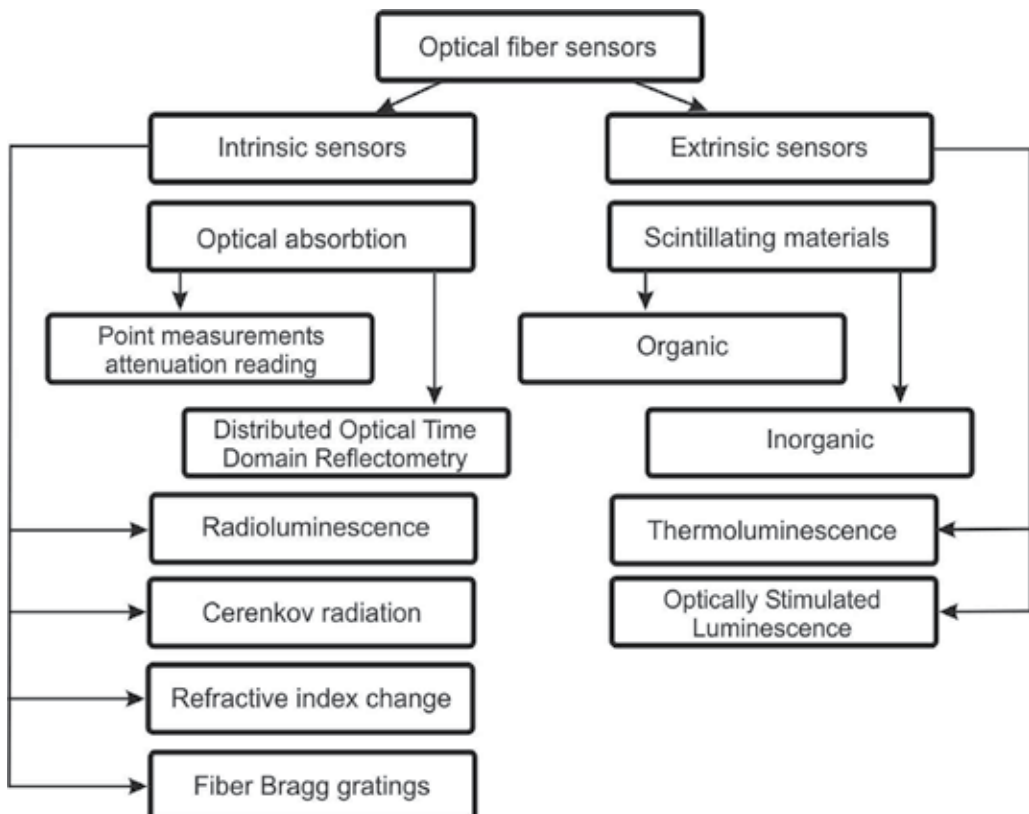 Optical fiber sensors
Intrinsic sensors
Extrinsic sensors
Optical absorbtion
Scintillating materials
Point measurements
attenuation reading
Organic
Distributed Optical Time
Domain Reflectometry
Inorganic
Radioluminescence
Thermoluminescence
Cerenkov radiation
Optically Stimulated
Luminescence
Refractive index change
Fiber Bragg gratings